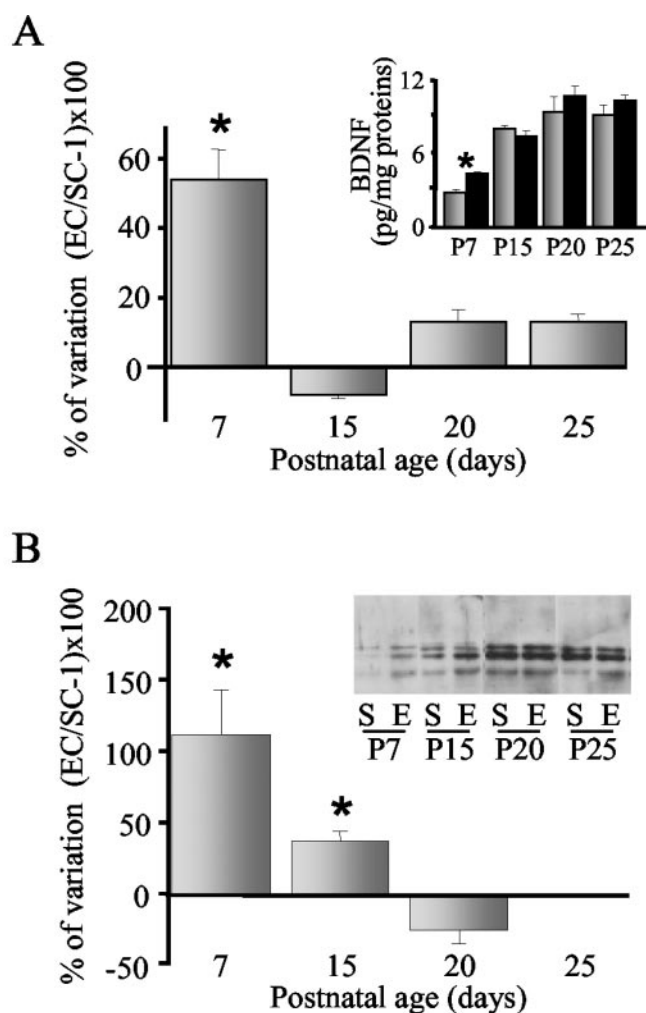 A
% of variation (EC/SC-1)x100
60
40
20
0
*
7 15 20 25
Postnatal age (days)
BDNF
(pg/mg proteins)
12
6
0
*
P7 P15 P20 P25
B
% of variation (EC/SC-1)x100
200
150
100
50
0
-50
*
*
7 15 20 25
Postnatal age (days)
S E S E S E S E
P7 P15 P20 P25